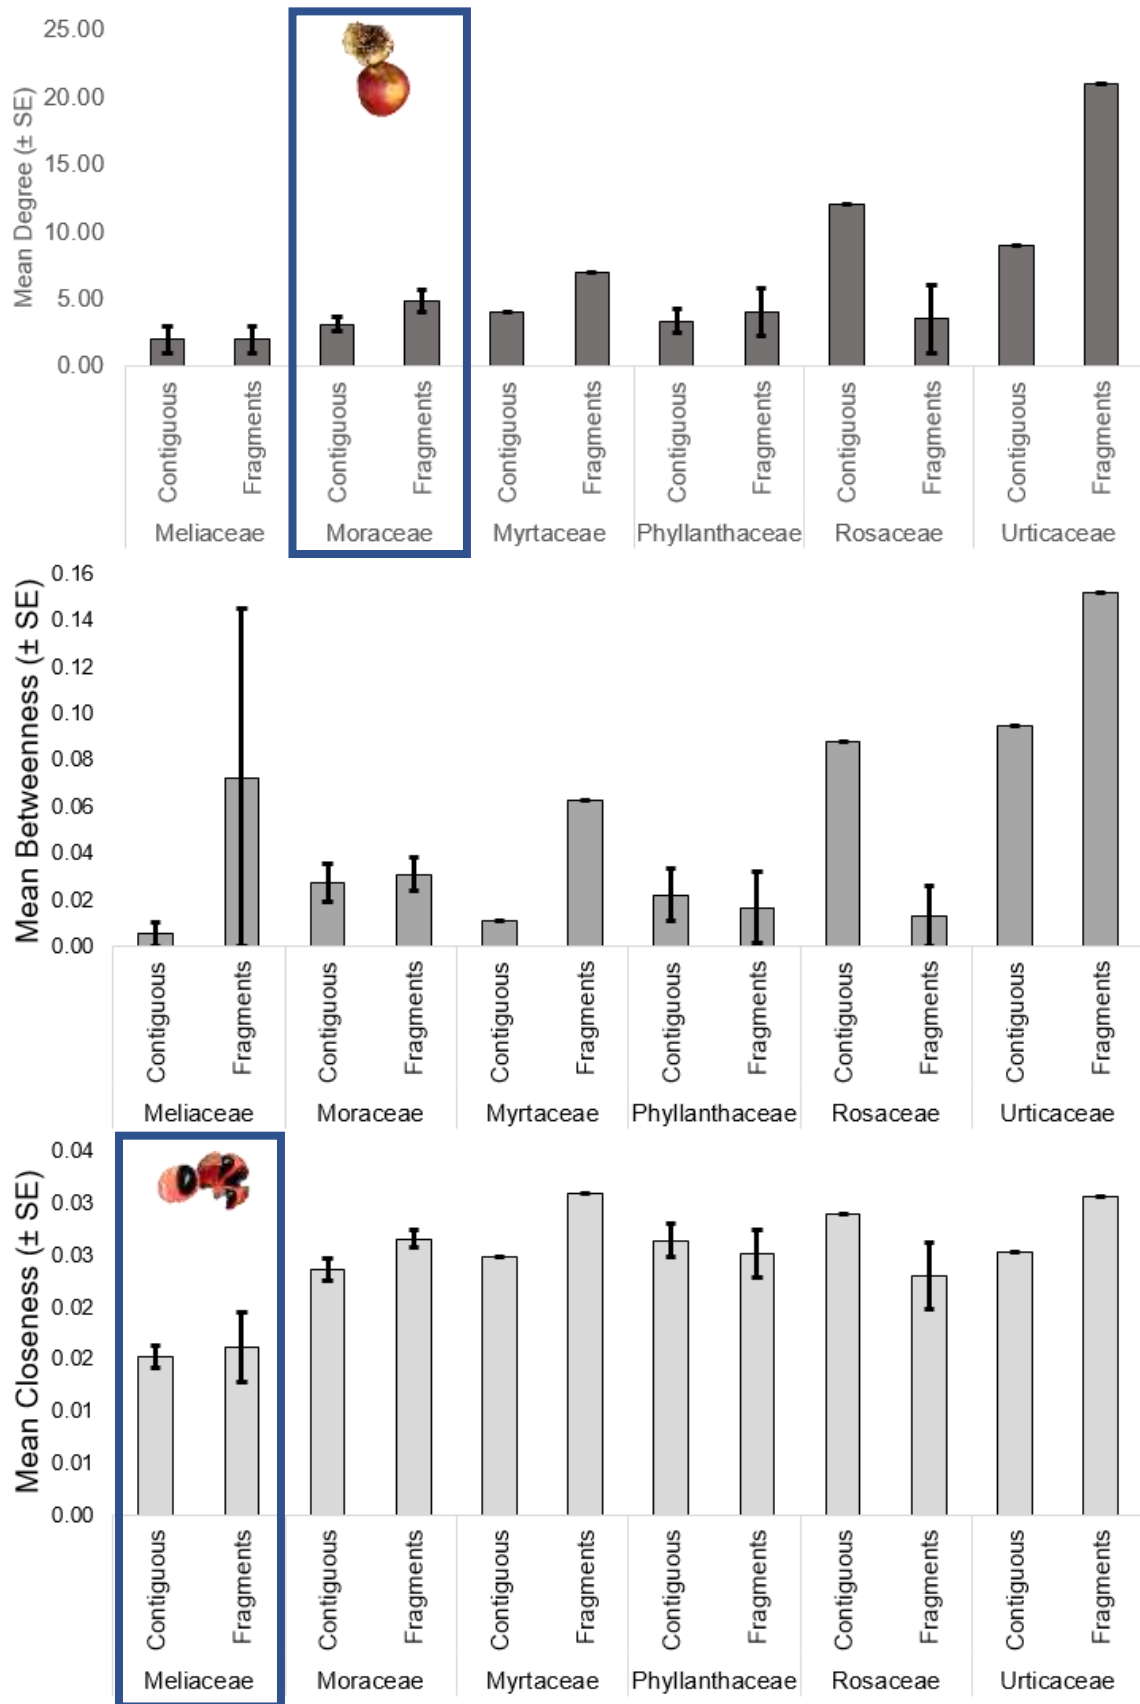 Mean Degree (± SE)
25.00
20.00
15.00
10.00
5.00
0.00
Contiguous
Fragments
Contiguous
Fragments
Contiguous
Fragments
Contiguous
Fragments
Contiguous
Fragments
Contiguous
Fragments
Meliaceae
Moraceae
Myrtaceae
Phyllanthaceae
Rosaceae
Urticaceae
Mean Betweenness (± SE)
0.16
0.14
0.12
0.10
0.08
0.06
0.04
0.02
0.00
Contiguous
Fragments
Contiguous
Fragments
Contiguous
Fragments
Contiguous
Fragments
Contiguous
Fragments
Contiguous
Fragments
Meliaceae
Moraceae
Myrtaceae
Phyllanthaceae
Rosaceae
Urticaceae
Mean Closeness (± SE)
0.04
0.03
0.03
0.02
0.02
0.01
0.01
0.00
Contiguous
Fragments
Contiguous
Fragments
Contiguous
Fragments
Contiguous
Fragments
Contiguous
Fragments
Contiguous
Fragments
Meliaceae
Moraceae
Myrtaceae
Phyllanthaceae
Rosaceae
Urticaceae